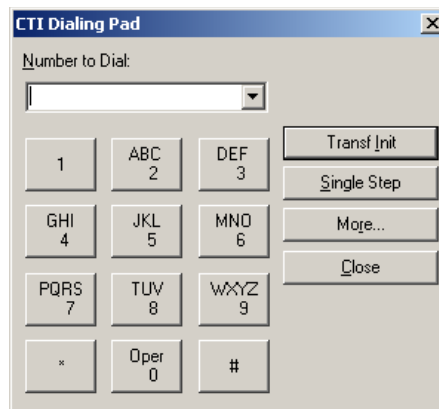 CTI Dialing Pad
Number to Dial:
1
ABC
2
DEF
3
Transf Init
Single Step
GHI
4
JKL
5
MNO
6
More...
Close
PQRS
7
TUV
8
WXYZ
9
*
Oper
0
#